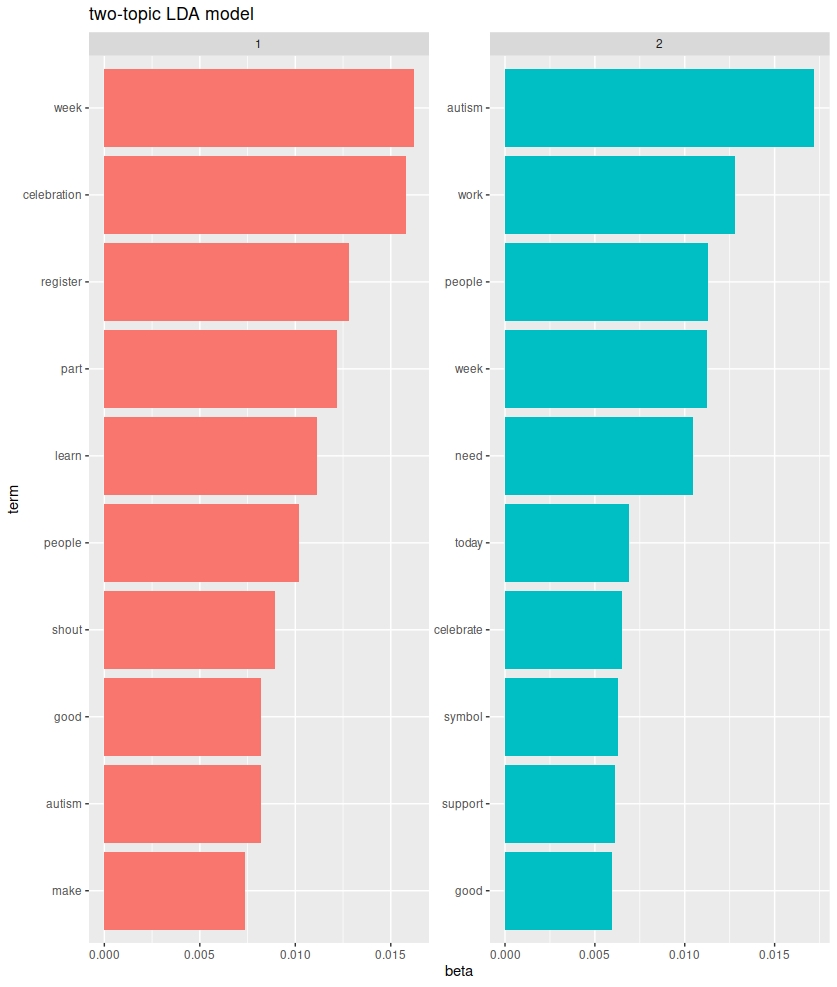 two-topic LDA model
1
2
term
week
celebration
register
part
learn
people
shout
good
autism
make
0.000 0.005 0.010 0.015
autism
work
people
week
need
today
celebrate
symbol
support
good
0.000 0.005 0.010 0.015
beta